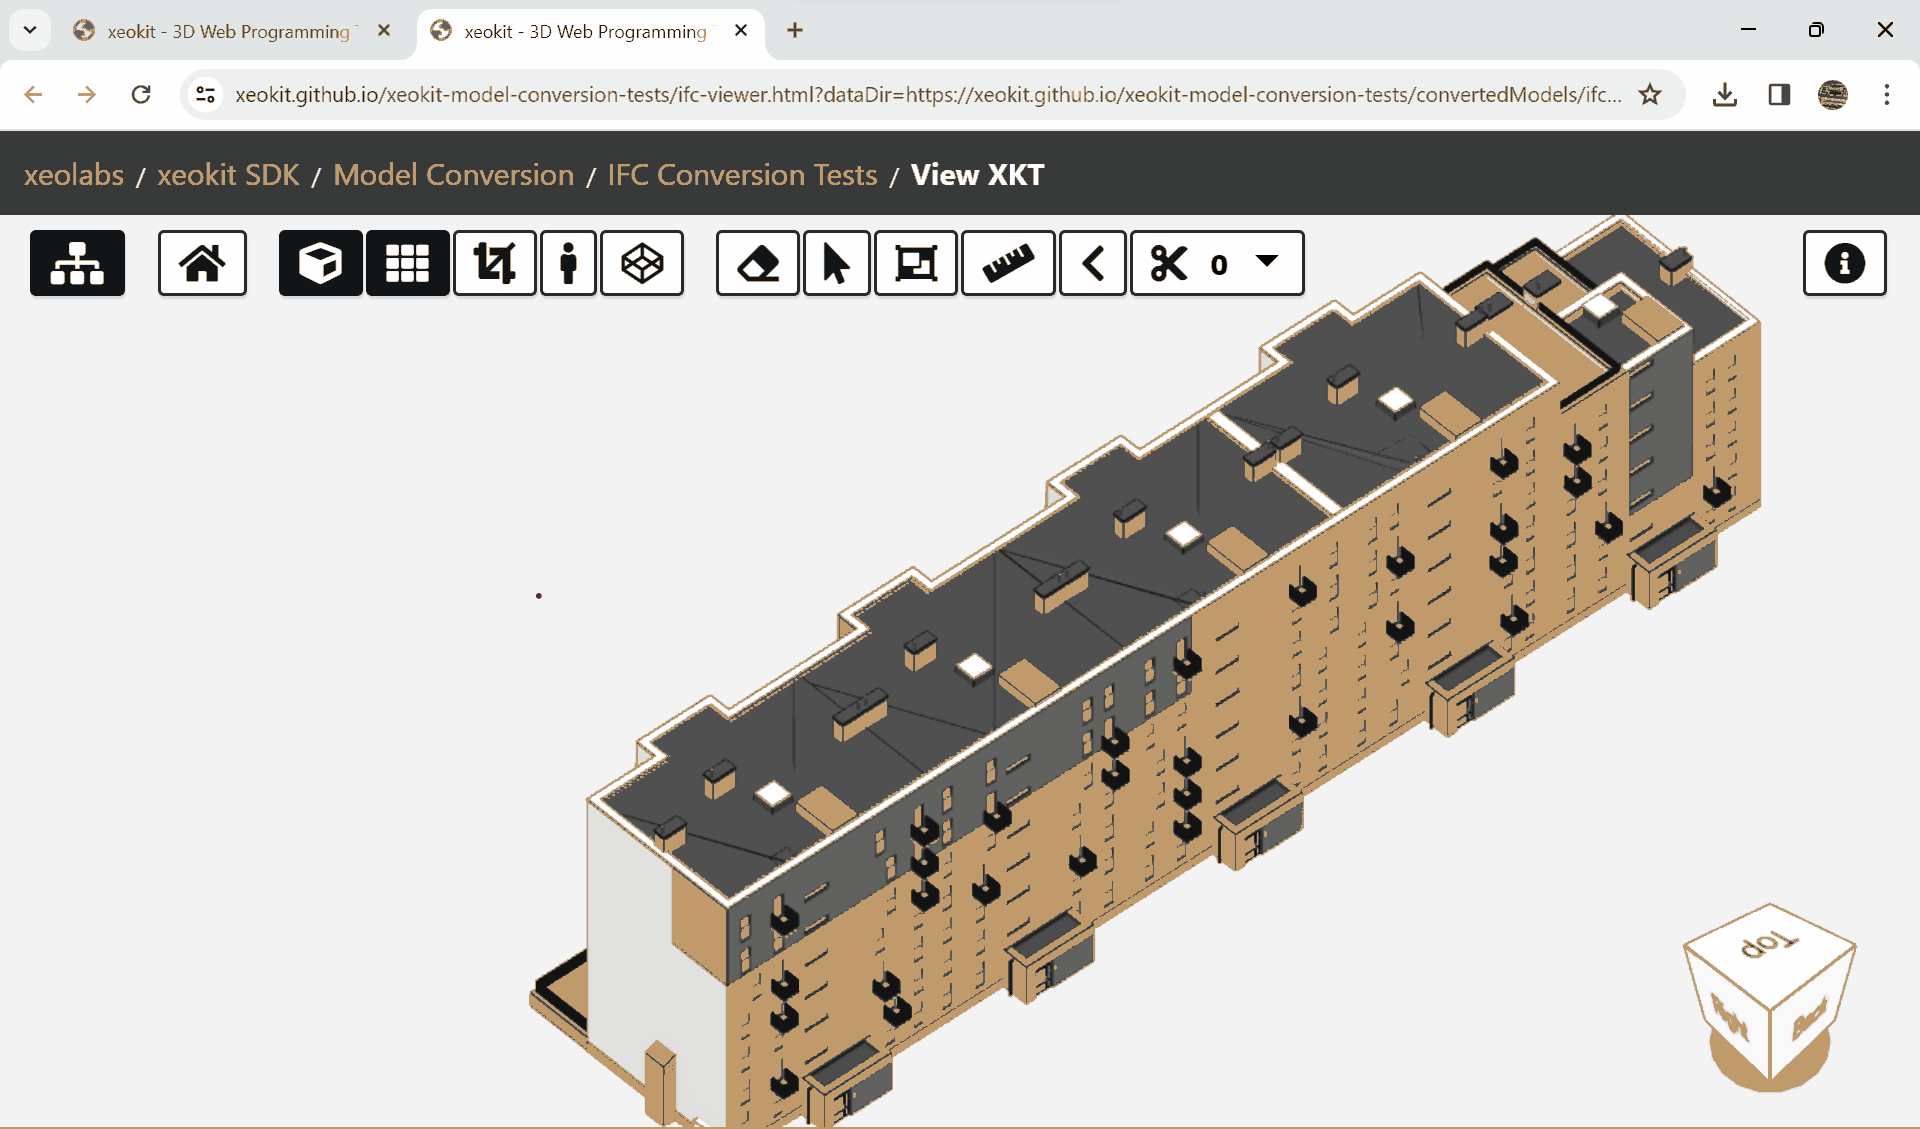 xeokit - 3D Web Programming
xeokit - 3D Web Programming
xeokit.github.io/xeokit-model-conversion-tests/ifc-viewer.html?dataDir=https://xeokit.github.io/xeokit-model-conversion-tests/convertedModels/ifc...
xeolabs / xeokit SDK / Model Conversion / IFC Conversion Tests / View XKT
0
Top
Right
Back